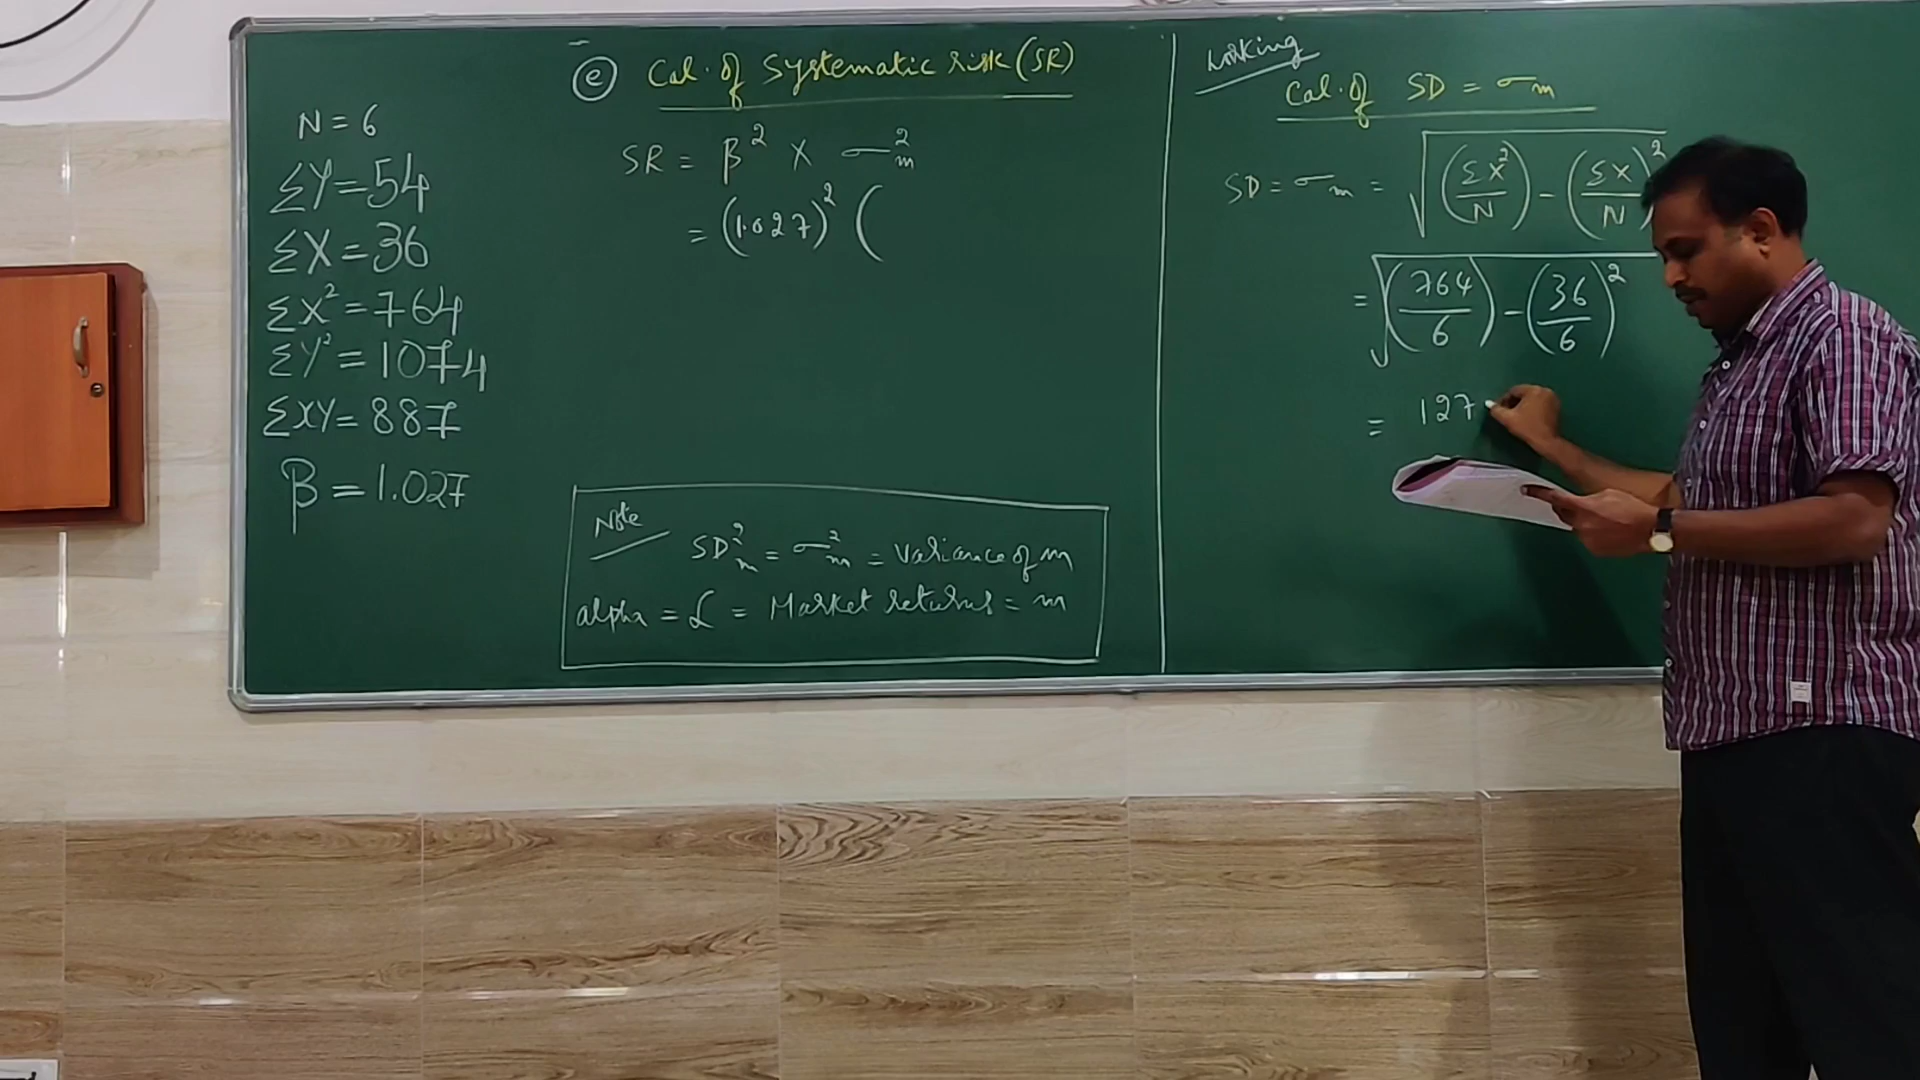 N = 6
ΣY = 54
ΣX = 36
ΣX² = 764
ΣY² = 1074
ΣXY = 887
β = 1.027
(e) Cal. of Systematic risk (SR)
SR = β² X σ²m
= (1.027)² (
Note
SD²m = σ²m = Variance of m
alpha = £ = Market returns = m
Working
Cal. of SD = σm
SD = σm = √(ΣX²/N) - (ΣX/N)²
= √(764/6) - (36/6)²
= 127